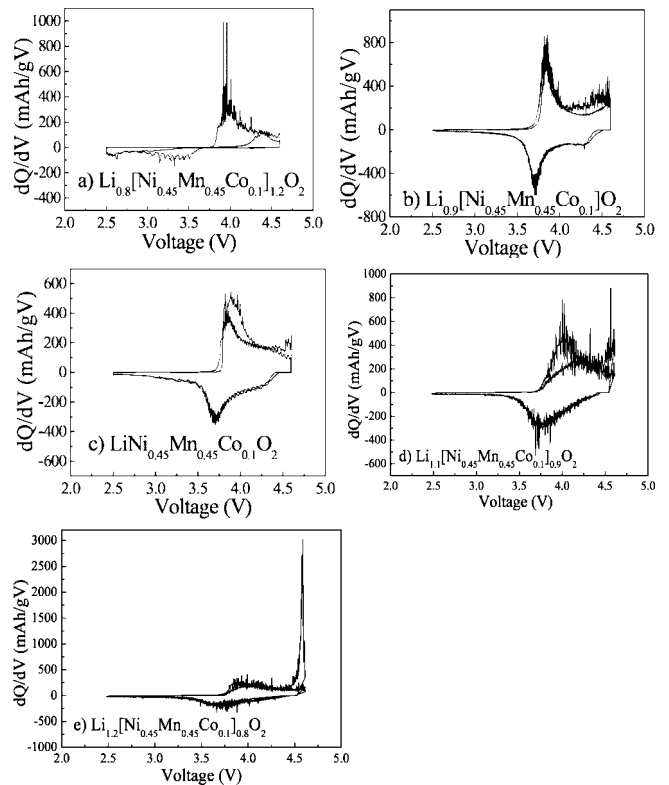 1000
800
600
400
200
0
-200
-400
dQ/dV (mAh/gV)
a) Li0.8[Ni0.45Mn0.45Co0.1]1.2O2
2.0 2.5 3.0 3.5 4.0 4.5 5.0
Voltage (V)
800
400
0
-400
-800
dQ/dV (mAh/gV)
b) Li0.9[Ni0.45Mn0.45Co0.1]O2
2.0 2.5 3.0 3.5 4.0 4.5 5.0
Voltage (V)
600
400
200
0
-200
-400
-600
dQ/dV (mAh/gV)
c) LiNi0.45Mn0.45Co0.1O2
2.0 2.5 3.0 3.5 4.0 4.5 5.0
Voltage (V)
1000
800
600
400
200
0
-200
-400
-600
dQ/dV (mAh/gV)
d) Li1.1[Ni0.45Mn0.45Co0.1]0.9O2
2.0 2.5 3.0 3.5 4.0 4.5 5.0
Voltage (V)
3000
2500
2000
1500
1000
500
0
-500
-1000
dQ/dV (mAh/gV)
e) Li1.2[Ni0.45Mn0.45Co0.1]0.8O2
2.0 2.5 3.0 3.5 4.0 4.5 5.0
Voltage (V)